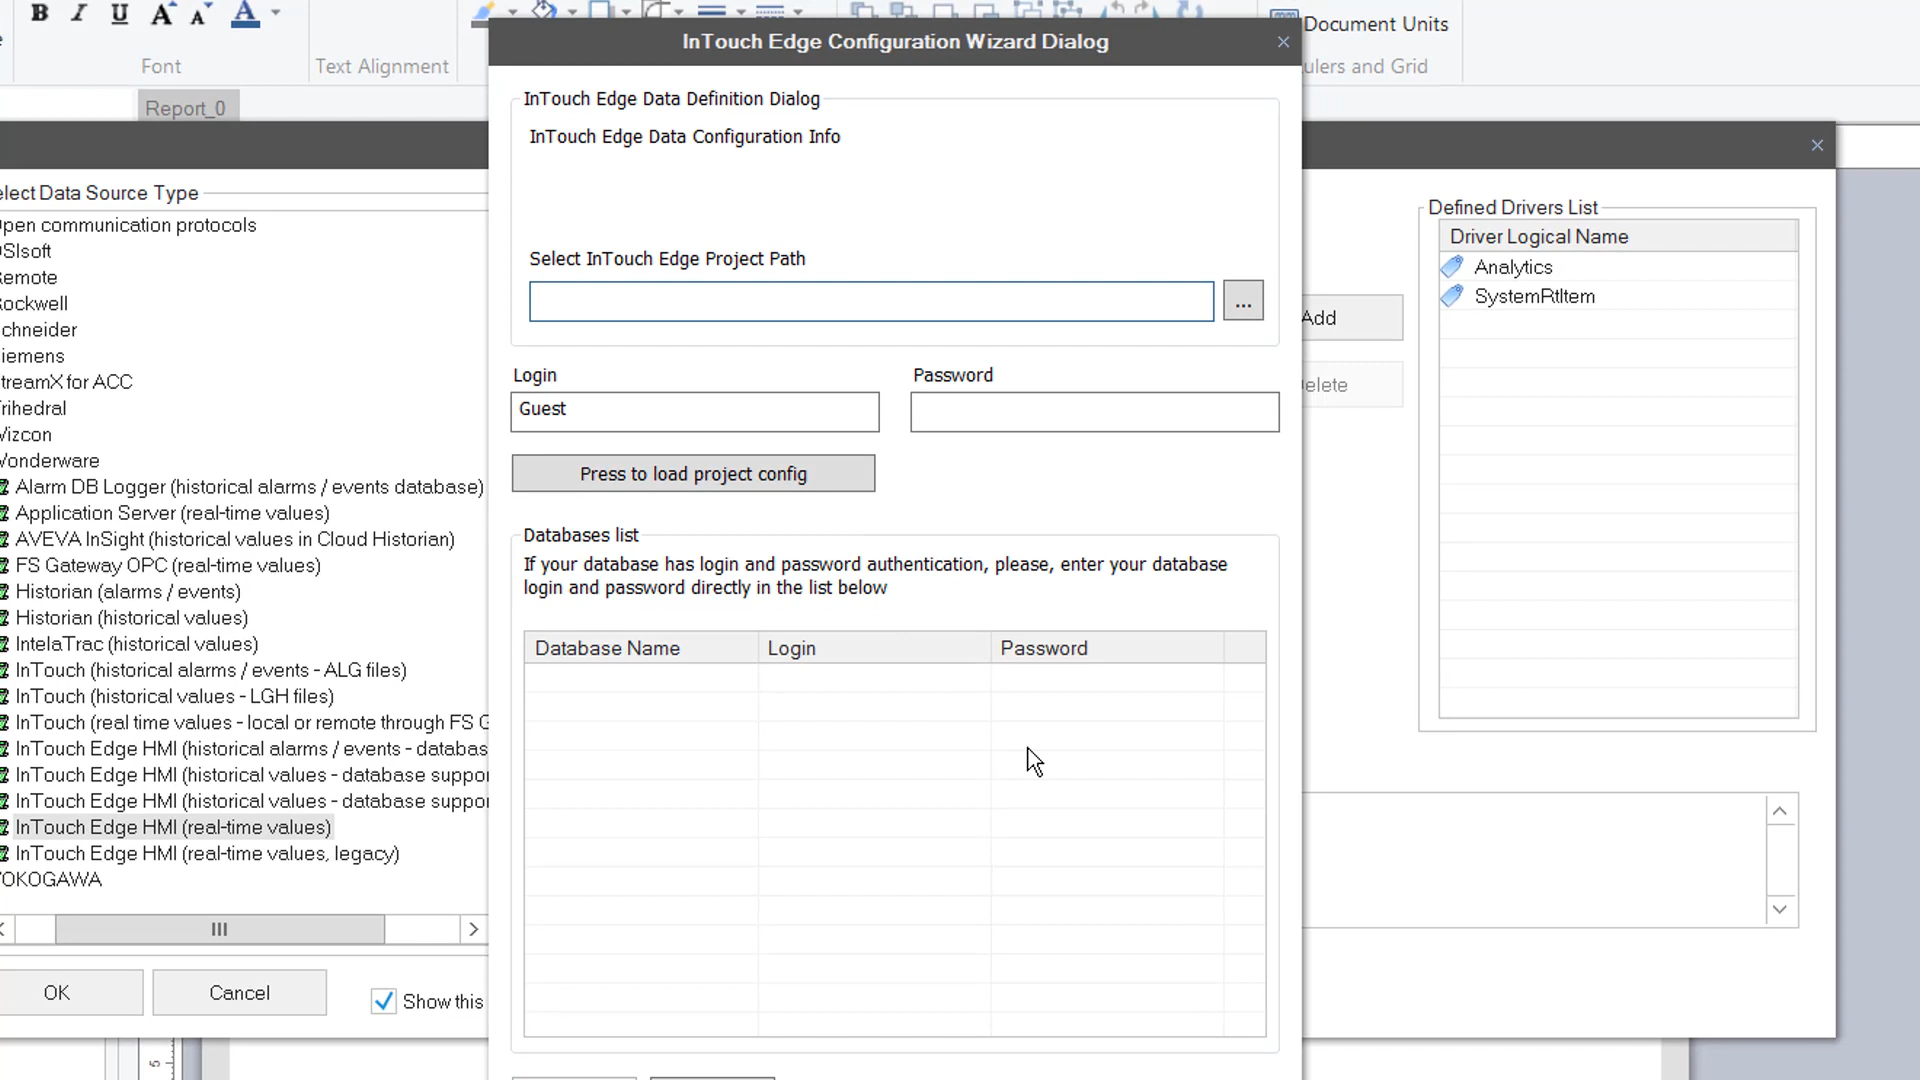 B I U A A A
Document Units
Font
Text Alignment
ulers and Grid
Report_0
InTouch Edge Configuration Wizard Dialog
InTouch Edge Data Definition Dialog
InTouch Edge Data Configuration Info
Select InTouch Edge Project Path
...
Login
Password
Guest
Press to load project config
Databases list
If your database has login and password authentication, please, enter your database
login and password directly in the list below
Database Name
Login
Password
elect Data Source Type
pen communication protocols
SIsoft
emote
ockwell
chneider
iemens
treamX for ACC
rihedral
Vizcon
Vonderware
Alarm DB Logger (historical alarms / events database)
Application Server (real-time values)
AVEVA InSight (historical values in Cloud Historian)
FS Gateway OPC (real-time values)
Historian (alarms / events)
Historian (historical values)
IntelaTrac (historical values)
InTouch (historical alarms / events - ALG files)
InTouch (historical values - LGH files)
InTouch (real time values - local or remote through FS G
InTouch Edge HMI (historical alarms / events - databas
InTouch Edge HMI (historical values - database suppor
InTouch Edge HMI (historical values - database suppor
InTouch Edge HMI (real-time values)
InTouch Edge HMI (real-time values, legacy)
YOKOGAWA
OK
Cancel
Show this
Add
elete
Defined Drivers List
Driver Logical Name
Analytics
SystemRtItem
5